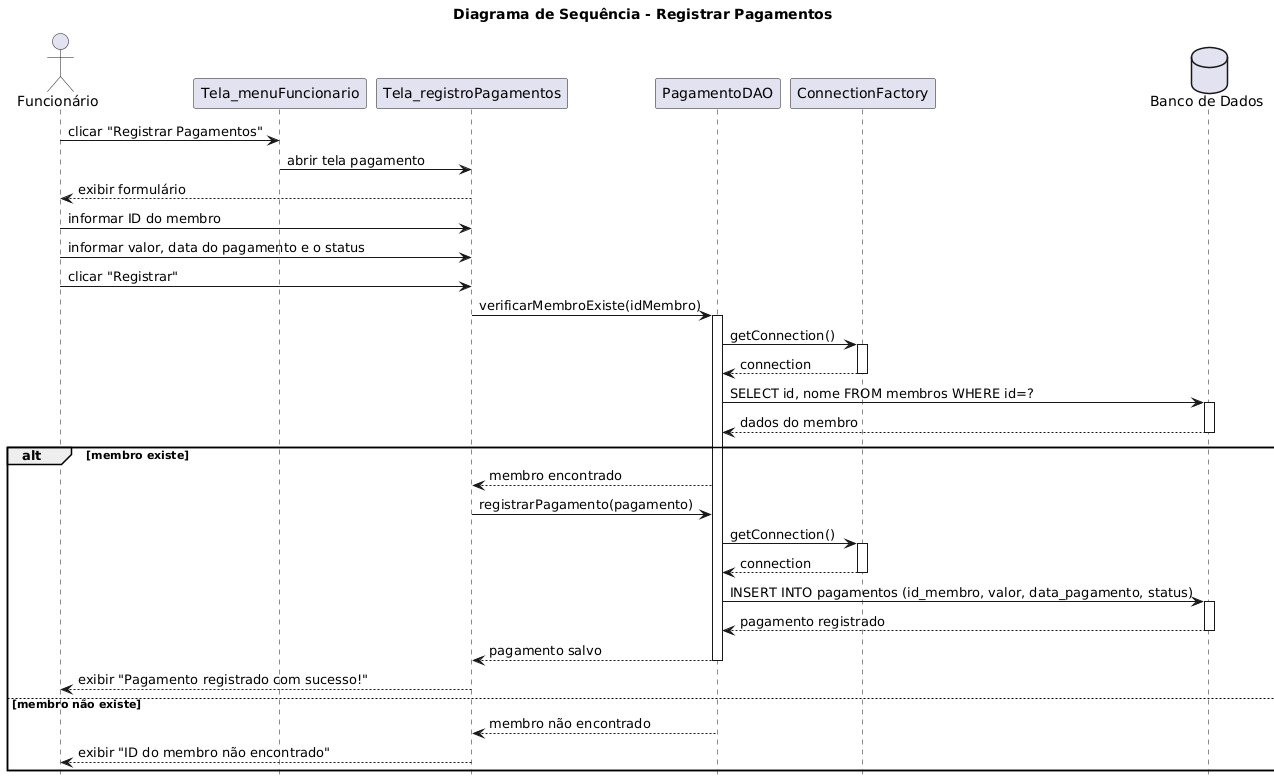 Diagrama de Sequência - Registrar Pagamentos
Funcionário
Tela_menuFuncionario
Tela_registroPagamentos
PagamentoDAO
ConnectionFactory
Banco de Dados
clicar "Registrar Pagamentos"
abrir tela pagamento
exibir formulário
informar ID do membro
informar valor, data do pagamento e o status
clicar "Registrar"
verificarMembroExiste(idMembro)
getConnection()
connection
SELECT id, nome FROM membros WHERE id=?
dados do membro
alt [membro existe]
membro encontrado
registrarPagamento(pagamento)
getConnection()
connection
INSERT INTO pagamentos (id_membro, valor, data_pagamento, status)
pagamento registrado
pagamento salvo
exibir "Pagamento registrado com sucesso!"
[membro não existe]
membro não encontrado
exibir "ID do membro não encontrado"